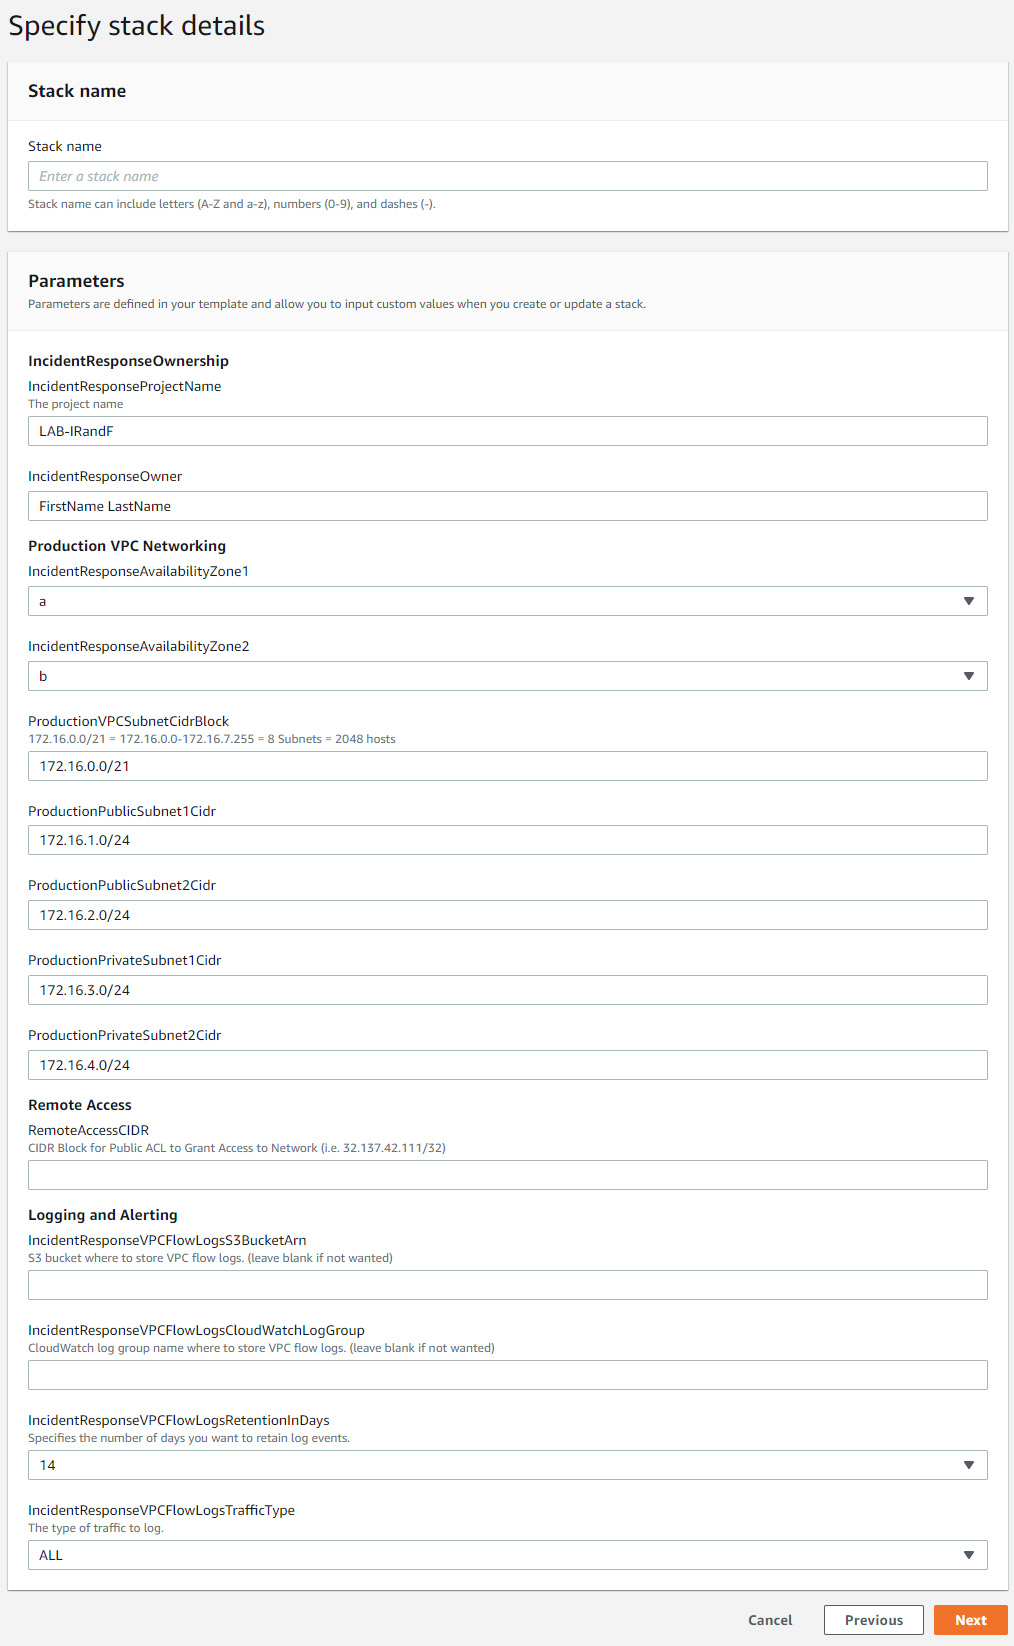 Specify stack details
Stack name
Stack name
Enter a stack name
Stack name can include letters (A-Z and a-z), numbers (0-9), and dashes (-).
Parameters
Parameters are defined in your template and allow you to input custom values when you create or update a stack.
IncidentResponseOwnership
IncidentResponseProjectName
The project name
LAB-IRandF
IncidentResponseOwner
FirstName LastName
Production VPC Networking
IncidentResponseAvailabilityZone1
a
IncidentResponseAvailabilityZone2
b
ProductionVPCSubnetCidrBlock
172.16.0.0/21 = 172.16.0.0-172.16.7.255 = 8 Subnets = 2048 hosts
172.16.0.0/21
ProductionPublicSubnet1Cidr
172.16.1.0/24
ProductionPublicSubnet2Cidr
172.16.2.0/24
ProductionPrivateSubnet1Cidr
172.16.3.0/24
ProductionPrivateSubnet2Cidr
172.16.4.0/24
Remote Access
RemoteAccessCIDR
CIDR Block for Public ACL to Grant Access to Network (i.e. 32.137.42.111/32)
Logging and Alerting
IncidentResponseVPCFlowLogsS3BucketArn
S3 bucket where to store VPC flow logs. (leave blank if not wanted)
IncidentResponseVPCFlowLogsCloudWatchLogGroup
CloudWatch log group name where to store VPC flow logs. (leave blank if not wanted)
IncidentResponseVPCFlowLogsRetentionInDays
Specifies the number of days you want to retain log events.
14
IncidentResponseVPCFlowLogsTrafficType
The type of traffic to log.
ALL
Cancel Previous Next